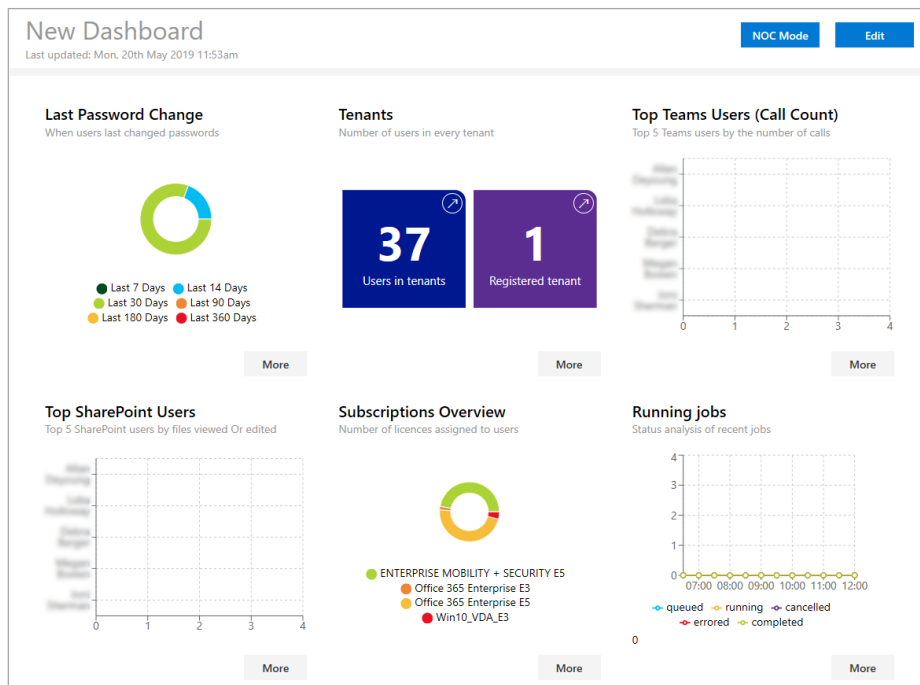 New Dashboard
Last updated: Mon, 20th May 2019 11:53am
NOC Mode
Edit
Last Password Change
When users last changed passwords
Last 7 Days
Last 14 Days
Last 30 Days
Last 90 Days
Last 180 Days
Last 360 Days
More
Tenants
Number of users in every tenant
37
Users in tenants
1
Registered tenant
More
Top Teams Users (Call Count)
Top 5 Teams users by the number of calls
0 1 2 3 4
More
Top SharePoint Users
Top 5 SharePoint users by files viewed Or edited
0 1 2 3 4
More
Subscriptions Overview
Number of licences assigned to users
ENTERPRISE MOBILITY + SECURITY E5
Office 365 Enterprise E3
Office 365 Enterprise E5
Win10_VDA_E3
More
Running jobs
Status analysis of recent jobs
4
3
2
1
0
07:00 08:00 09:00 10:00 11:00 12:00
queued running cancelled
errored completed
0
More